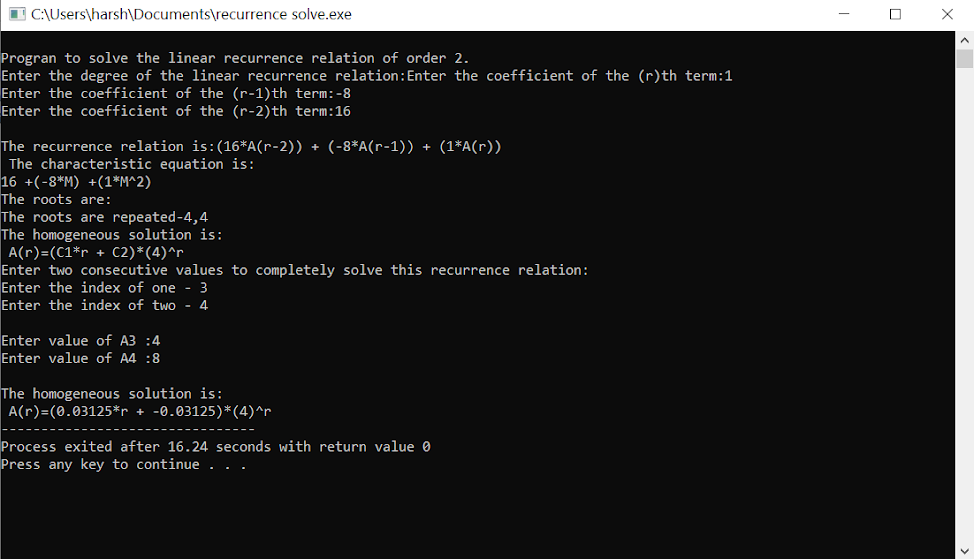 C:\Users\harsh\Documents\recurrence solve.exe
Progran to solve the linear recurrence relation of order 2.
Enter the degree of the linear recurrence relation:Enter the coefficient of the (r)th term:1
Enter the coefficient of the (r-1)th term:-8
Enter the coefficient of the (r-2)th term:16
The recurrence relation is:(16*A(r-2)) + (-8*A(r-1)) + (1*A(r))
The characteristic equation is:
16 +(-8*M) +(1*M^2)
The roots are:
The roots are repeated-4,4
The homogeneous solution is:
A(r)=(C1*r + C2)*(4)^r
Enter two consecutive values to completely solve this recurrence relation:
Enter the index of one - 3
Enter the index of two - 4
Enter value of A3 :4
Enter value of A4 :8
The homogeneous solution is:
A(r)=(0.03125*r + -0.03125)*(4)^r
--------------------------------
Process exited after 16.24 seconds with return value 0
Press any key to continue . . .